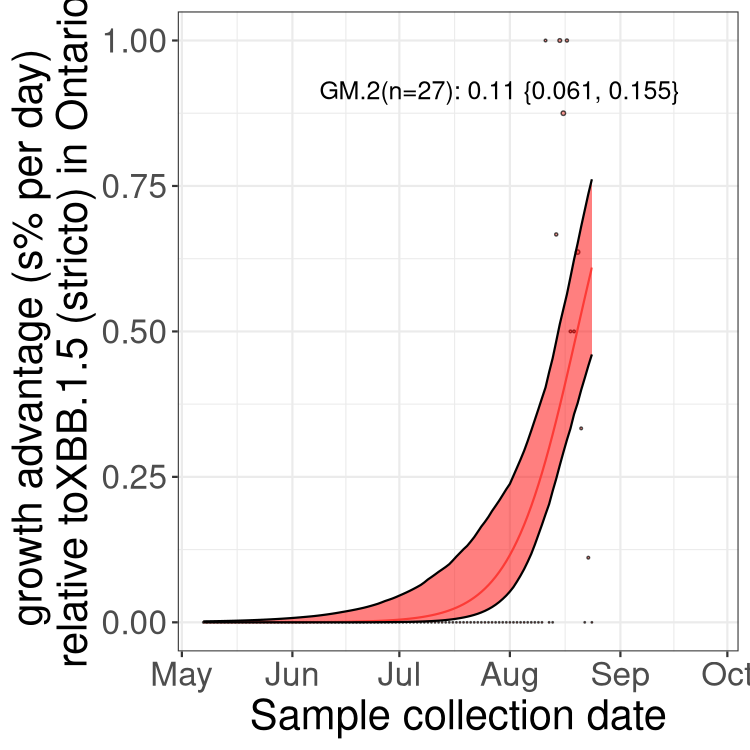 growth advantage (s% per day)
relative toXBB.1.5 (stricto) in Ontario
1.00
0.75
0.50
0.25
0.00
GM.2(n=27): 0.11 {0.061, 0.155}
May Jun Jul Aug Sep Oct
Sample collection date